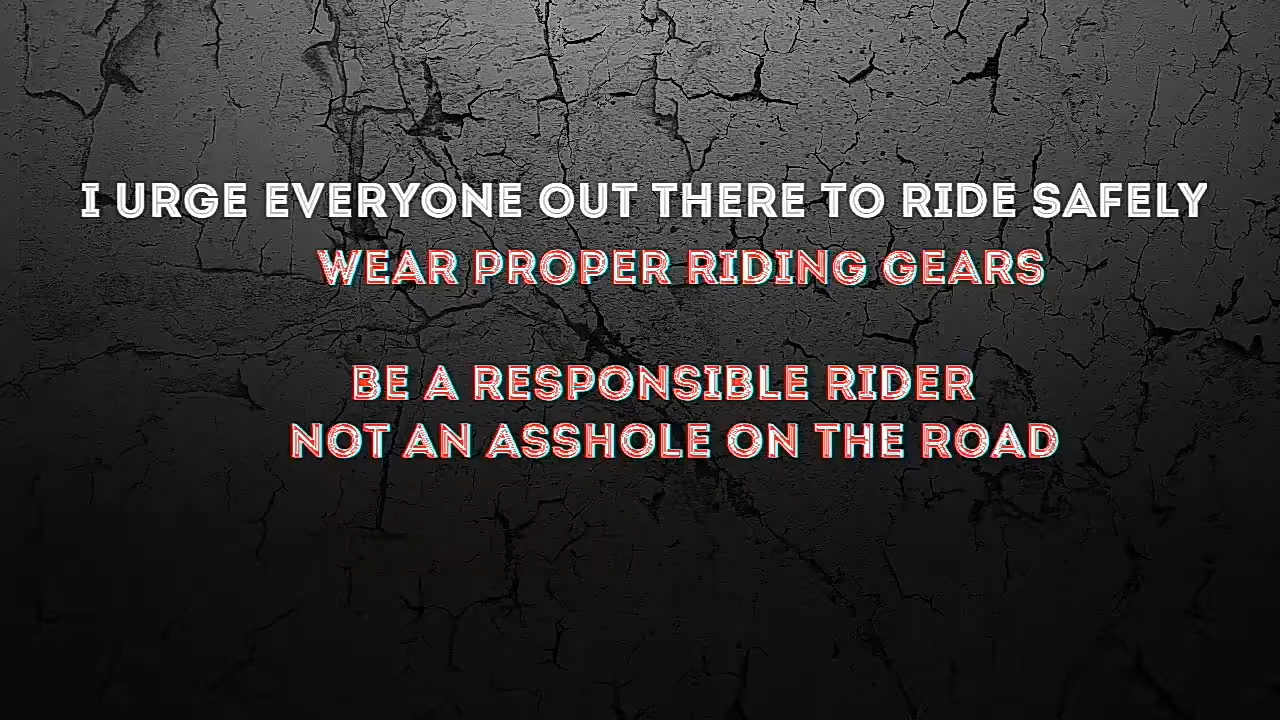 I URGE EVERYONE OUT THERE TO RIDE SAFELY
WEAR PROPER RIDING GEARS
BE A RESPONSIBLE RIDER
NOT AN ASSHOLE ON THE ROAD